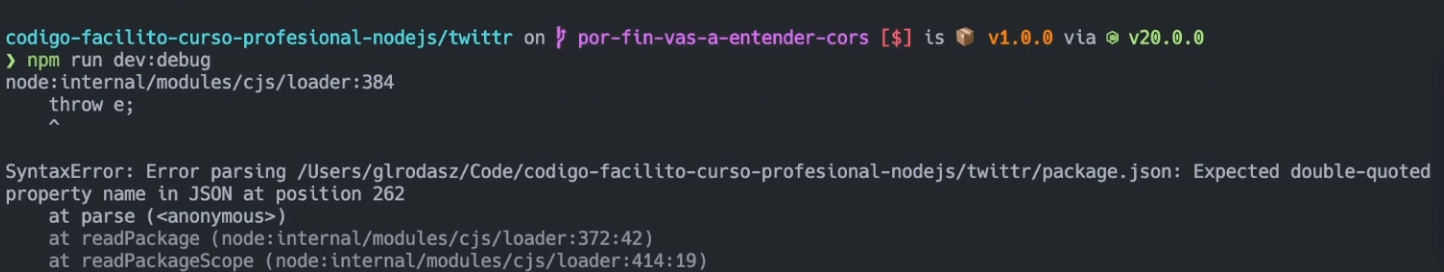 codigo-facilito-curso-profesional-nodejs/twittr on por-fin-vas-a-entender-cors [$] is 📦 v1.0.0 via v20.0.0
❯ npm run dev:debug
node:internal/modules/cjs/loader:384
    throw e;
    ^
SyntaxError: Error parsing /Users/glrodasz/Code/codigo-facilito-curso-profesional-nodejs/twittr/package.json: Expected double-quoted
property name in JSON at position 262
    at parse (<anonymous>)
    at readPackage (node:internal/modules/cjs/loader:372:42)
    at readPackageScope (node:internal/modules/cjs/loader:414:19)